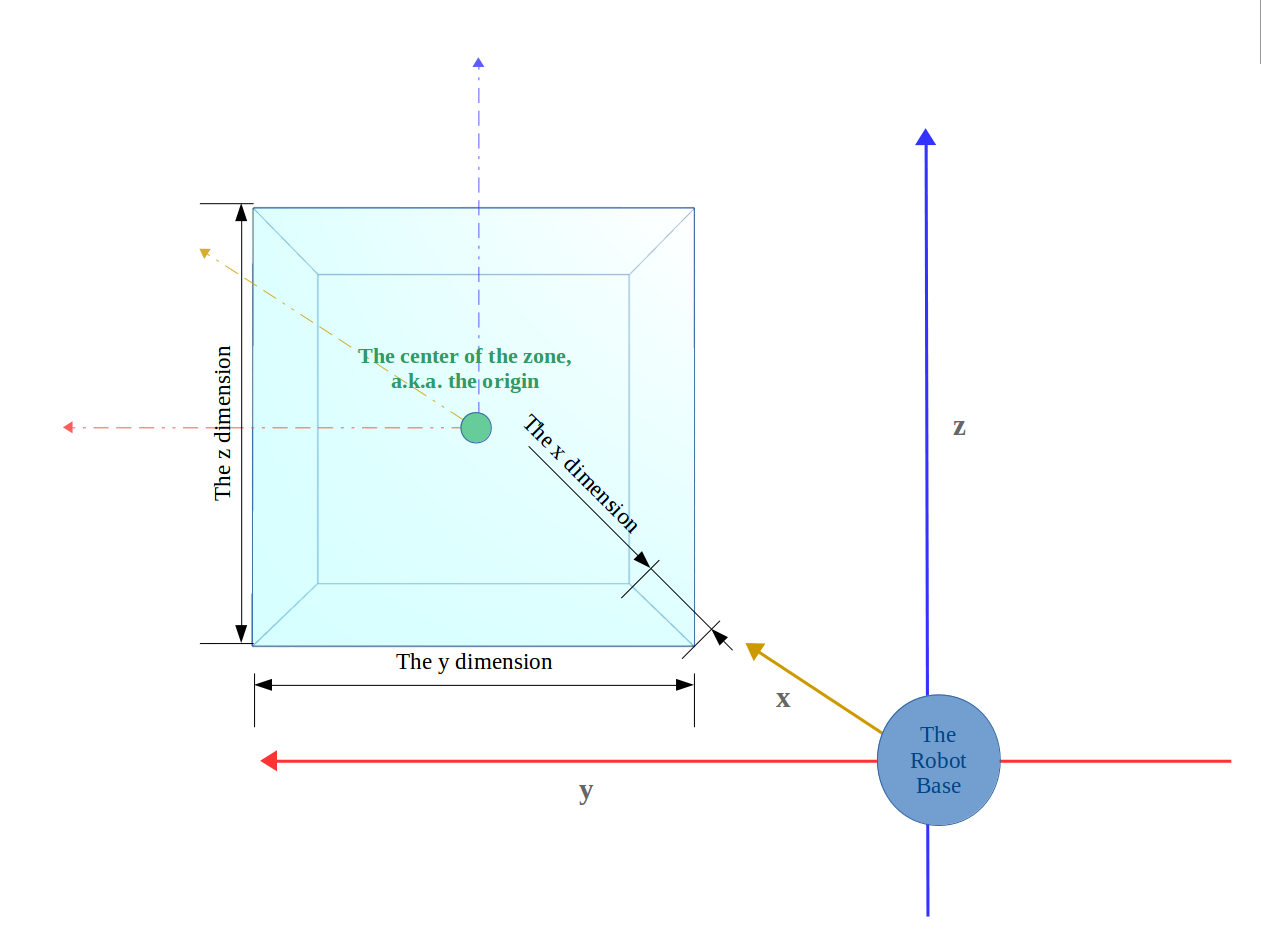 The center of the zone,
a.k.a. the origin
The z dimension
The x dimension
z
The y dimension
x
The
Robot
Base
y